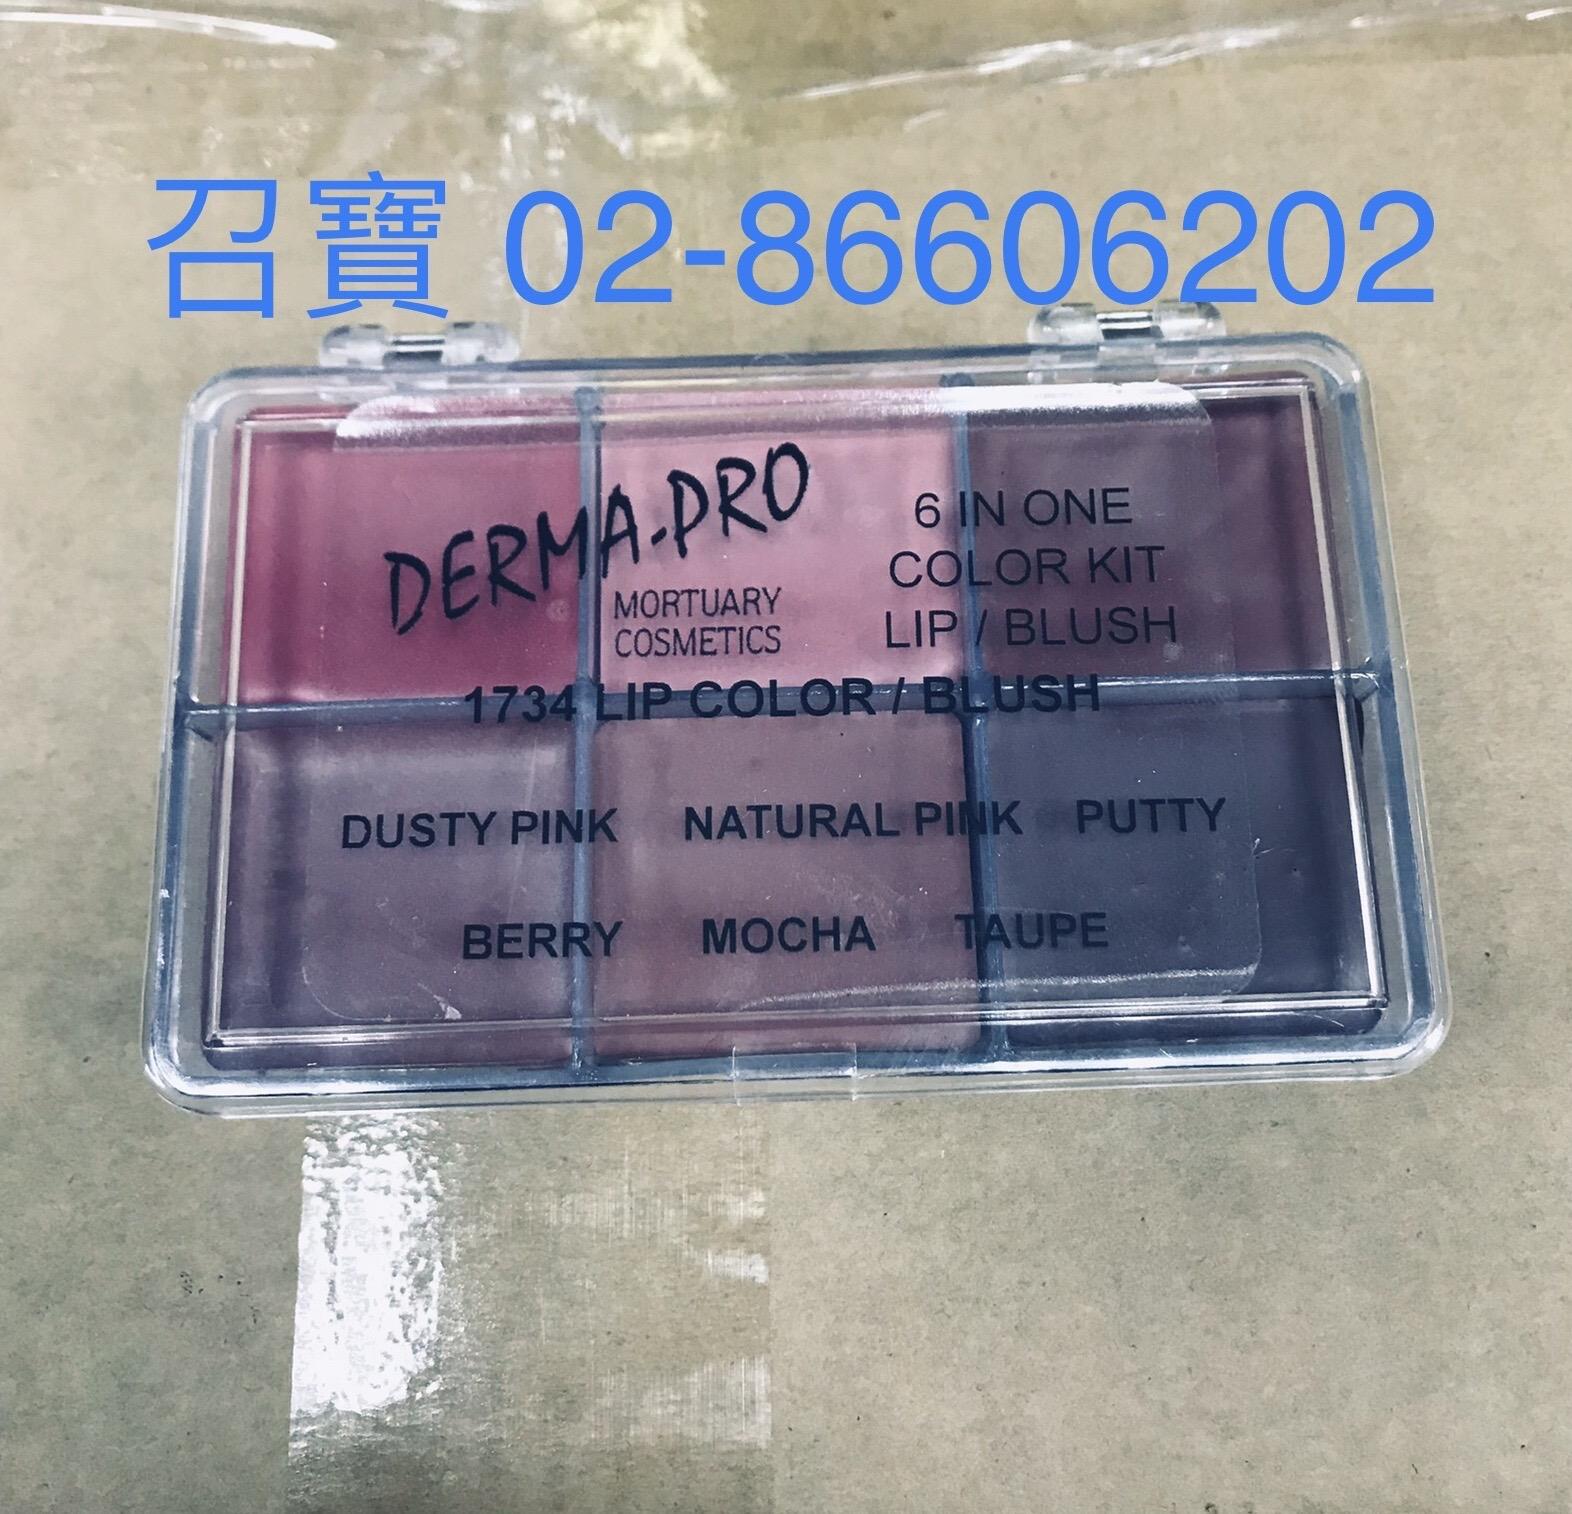 召寶 02-86606202
DERMA-PRO
MORTUARY
COSMETICS
6 IN ONE
COLOR KIT
LIP / BLUSH
1734 LIP COLOR / BLUSH
DUSTY PINK NATURAL PINK PUTTY
BERRY MOCHA TAUPE